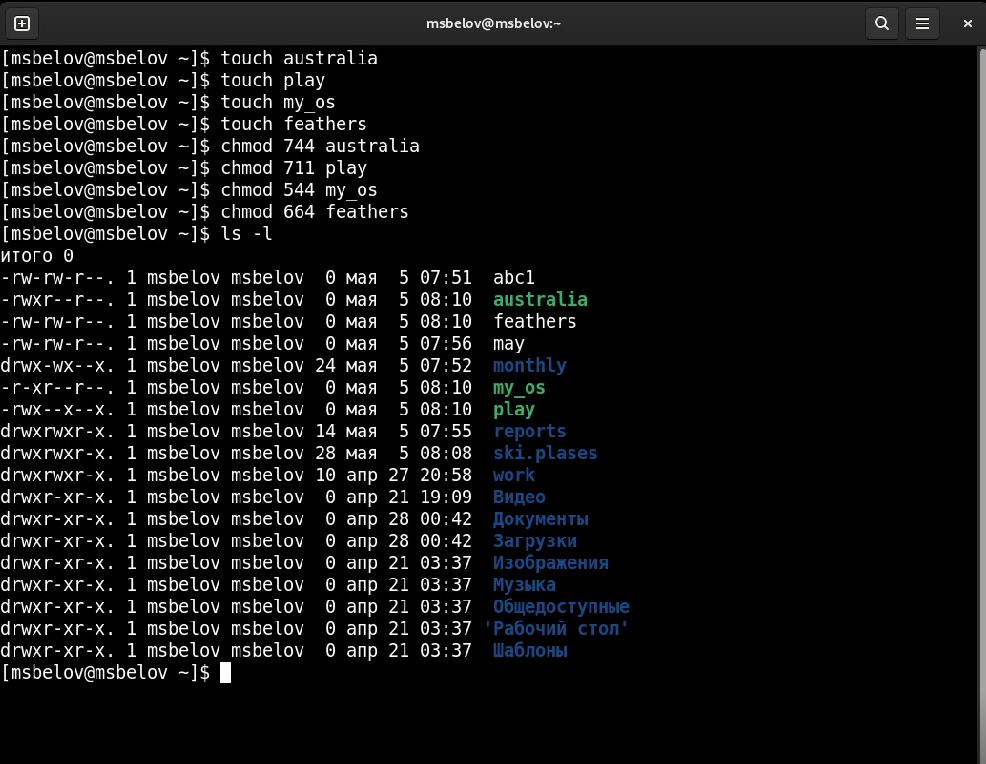 msbelov@msbelov:~
[msbelov@msbelov ~]$ touch australia
[msbelov@msbelov ~]$ touch play
[msbelov@msbelov ~]$ touch my_os
[msbelov@msbelov ~]$ touch feathers
[msbelov@msbelov ~]$ chmod 744 australia
[msbelov@msbelov ~]$ chmod 711 play
[msbelov@msbelov ~]$ chmod 544 my_os
[msbelov@msbelov ~]$ chmod 664 feathers
[msbelov@msbelov ~]$ ls -l
итого 0
-rw-rw-r--. 1 msbelov msbelov  0 мая  5 07:51  abc1
-rwxr--r--. 1 msbelov msbelov  0 мая  5 08:10  australia
-rw-rw-r--. 1 msbelov msbelov  0 мая  5 08:10  feathers
-rw-rw-r--. 1 msbelov msbelov  0 мая  5 07:56  may
drwx-wx--x. 1 msbelov msbelov 24 мая  5 07:52  monthly
-r-xr--r--. 1 msbelov msbelov  0 мая  5 08:10  my_os
-rwx--x--x. 1 msbelov msbelov  0 мая  5 08:10  play
drwxrwxr-x. 1 msbelov msbelov 14 мая  5 07:55  reports
drwxrwxr-x. 1 msbelov msbelov 28 мая  5 08:08  ski.plases
drwxrwxr-x. 1 msbelov msbelov 10 апр 27 20:58  work
drwxr-xr-x. 1 msbelov msbelov  0 апр 21 19:09  Видео
drwxr-xr-x. 1 msbelov msbelov  0 апр 28 00:42  Документы
drwxr-xr-x. 1 msbelov msbelov  0 апр 28 00:42  Загрузки
drwxr-xr-x. 1 msbelov msbelov  0 апр 21 03:37  Изображения
drwxr-xr-x. 1 msbelov msbelov  0 апр 21 03:37  Музыка
drwxr-xr-x. 1 msbelov msbelov  0 апр 21 03:37  Общедоступные
drwxr-xr-x. 1 msbelov msbelov  0 апр 21 03:37 'Рабочий стол'
drwxr-xr-x. 1 msbelov msbelov  0 апр 21 03:37  Шаблоны
[msbelov@msbelov ~]$